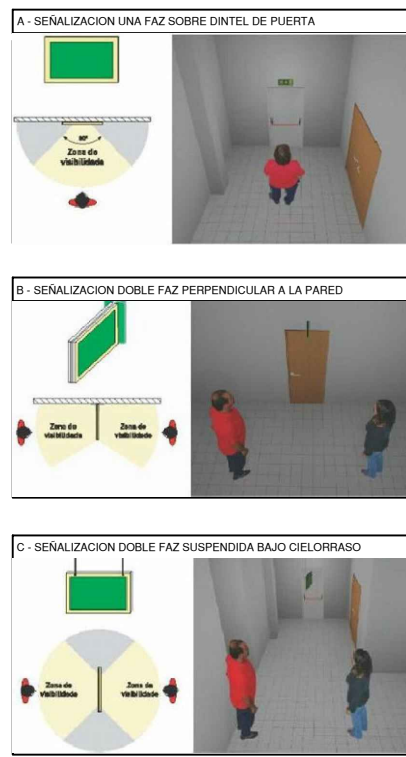 A - SEÑALIZACION UNA FAZ SOBRE DINTEL DE PUERTA
90°
Zona de
visibilidade
B - SEÑALIZACION DOBLE FAZ PERPENDICULAR A LA PARED
Zona de
visibilidade
Zona de
visibilidade
C - SEÑALIZACION DOBLE FAZ SUSPENDIDA BAJO CIELORRASO
Zona de
visibilidade
Zona de
visibilidade